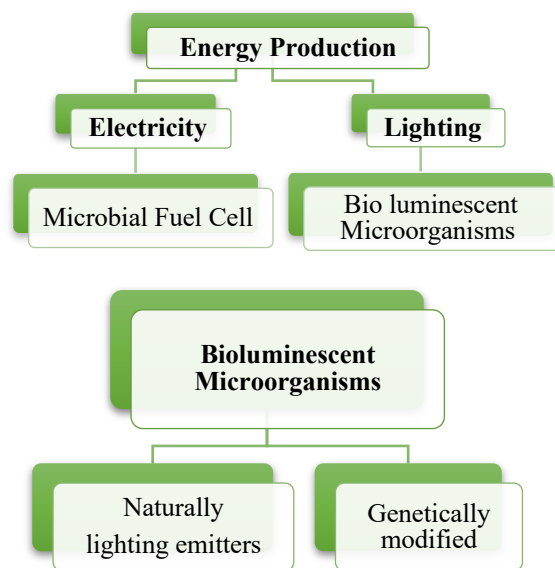 Energy Production
Electricity
Lighting
Microbial Fuel Cell
Bio luminescent
Microorganisms
Bioluminescent
Microorganisms
Naturally
lighting emitters
Genetically
modified